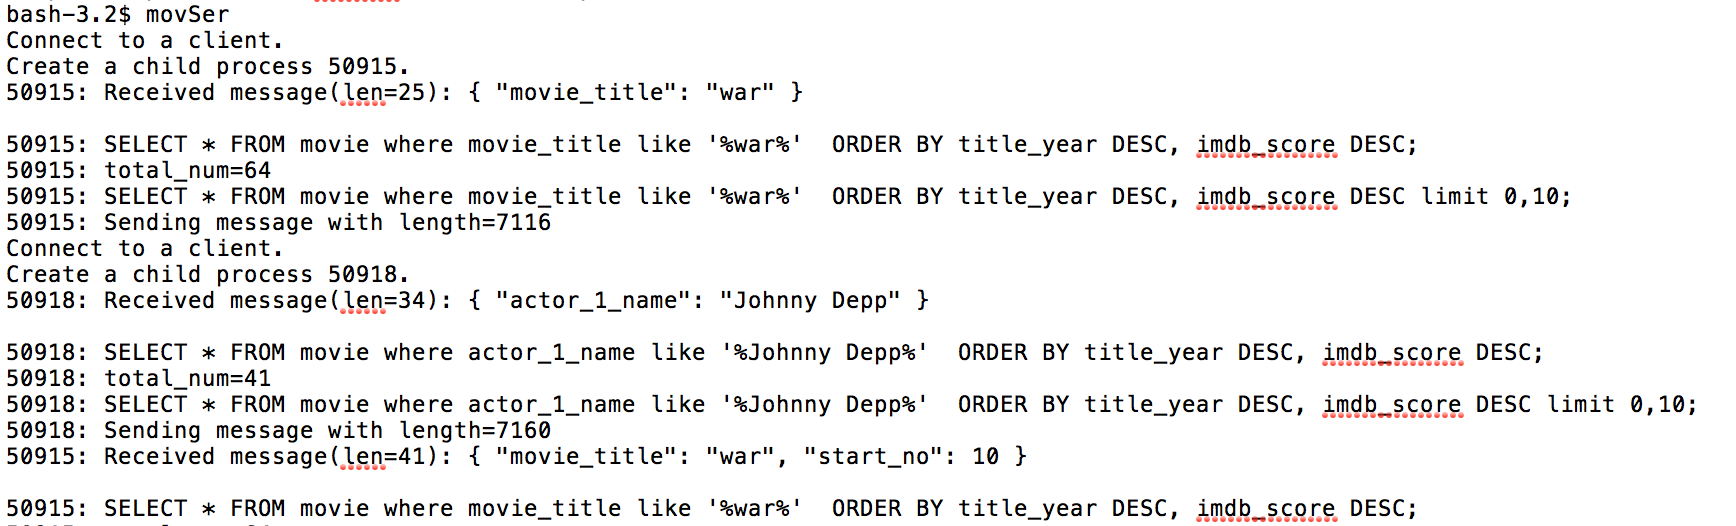 bash-3.2$ movSer
Connect to a client.
Create a child process 50915.
50915: Received message(len=25): { "movie_title": "war" }
50915: SELECT * FROM movie where movie_title like '%war%'  ORDER BY title_year DESC, imdb_score DESC;
50915: total_num=64
50915: SELECT * FROM movie where movie_title like '%war%'  ORDER BY title_year DESC, imdb_score DESC limit 0,10;
50915: Sending message with length=7116
Connect to a client.
Create a child process 50918.
50918: Received message(len=34): { "actor_1_name": "Johnny Depp" }
50918: SELECT * FROM movie where actor_1_name like '%Johnny Depp%'  ORDER BY title_year DESC, imdb_score DESC;
50918: total_num=41
50918: SELECT * FROM movie where actor_1_name like '%Johnny Depp%'  ORDER BY title_year DESC, imdb_score DESC limit 0,10;
50918: Sending message with length=7160
50915: Received message(len=41): { "movie_title": "war", "start_no": 10 }
50915: SELECT * FROM movie where movie_title like '%war%'  ORDER BY title_year DESC, imdb_score DESC;